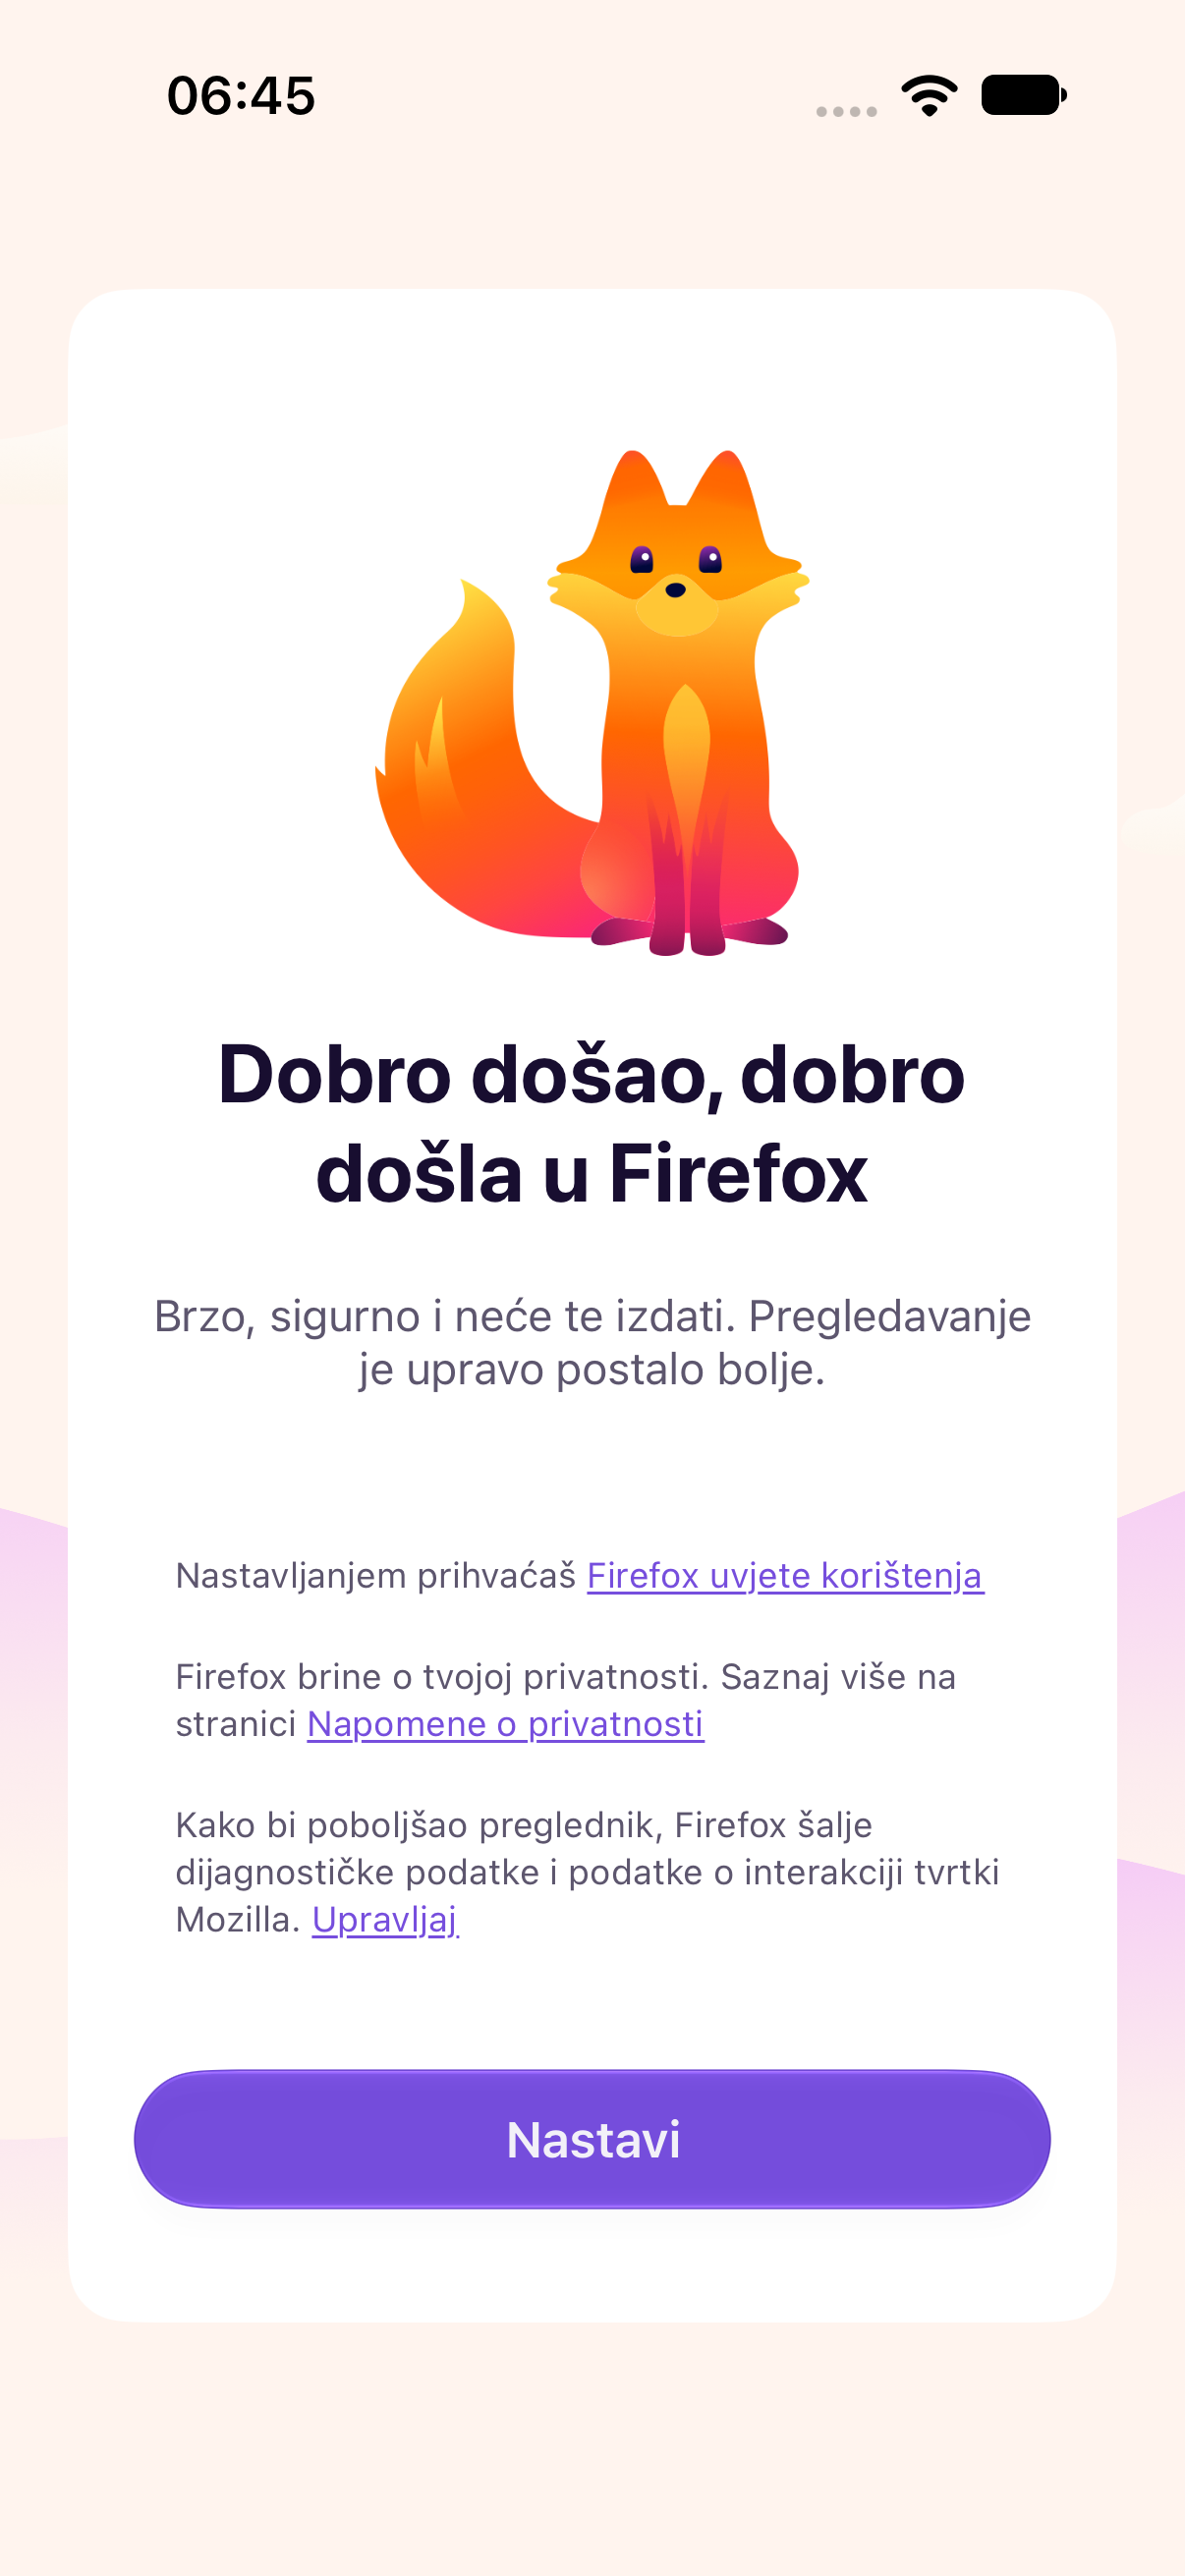 06:45
Dobro došao, dobro
došla u Firefox
Brzo, sigurno i neće te izdati. Pregledavanje
je upravo postalo bolje.
Nastavljanjem prihvaćaš Firefox uvjete korištenja
Firefox brine o tvojoj privatnosti. Saznaj više na
stranici Napomene o privatnosti
Kako bi poboljšao preglednik, Firefox šalje
dijagnostičke podatke i podatke o interakciji tvrtki
Mozilla. Upravljaj
Nastavi